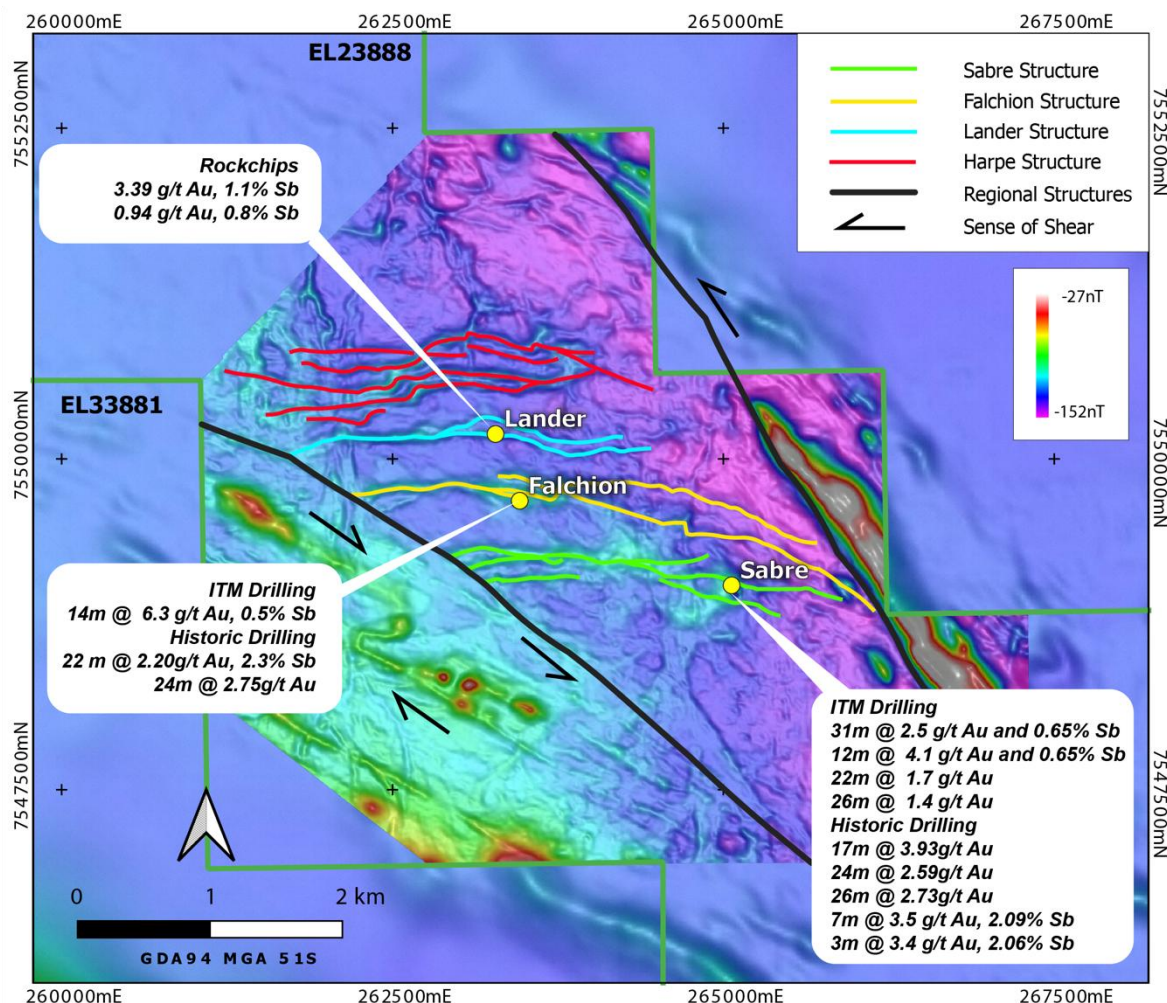 260000mE
262500mE
265000mE
267500mE
EL23888
Sabre Structure
Falchion Structure
Lander Structure
Harpe Structure
Regional Structures
Sense of Shear
7552500mN
7552500mN
Rockchips
3.39 g/t Au, 1.1% Sb
0.94 g/t Au, 0.8% Sb
-27nT
-152nT
EL33881
Lander
7550000mN
7550000mN
Falchion
Sabre
ITM Drilling
14m @ 6.3 g/t Au, 0.5% Sb
Historic Drilling
22 m @ 2.20g/t Au, 2.3% Sb
24m @ 2.75g/t Au
ITM Drilling
31m @ 2.5 g/t Au and 0.65% Sb
12m @ 4.1 g/t Au and 0.65% Sb
22m @ 1.7 g/t Au
26m @ 1.4 g/t Au
Historic Drilling
17m @ 3.93g/t Au
24m @ 2.59g/t Au
26m @ 2.73g/t Au
7m @ 3.5 g/t Au, 2.09% Sb
3m @ 3.4 g/t Au, 2.06% Sb
7547500mN
7547500mN
0 1 2 km
GDA94 MGA 51S
260000mE
262500mE
265000mE
267500mE